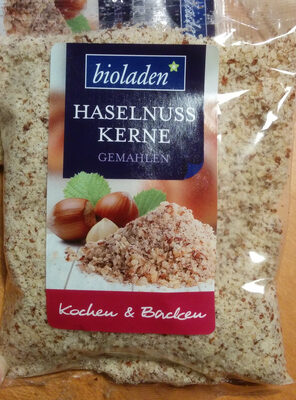 bioladen
HASELNUSS
KERNE
GEMAHLEN
Kochen & Backen